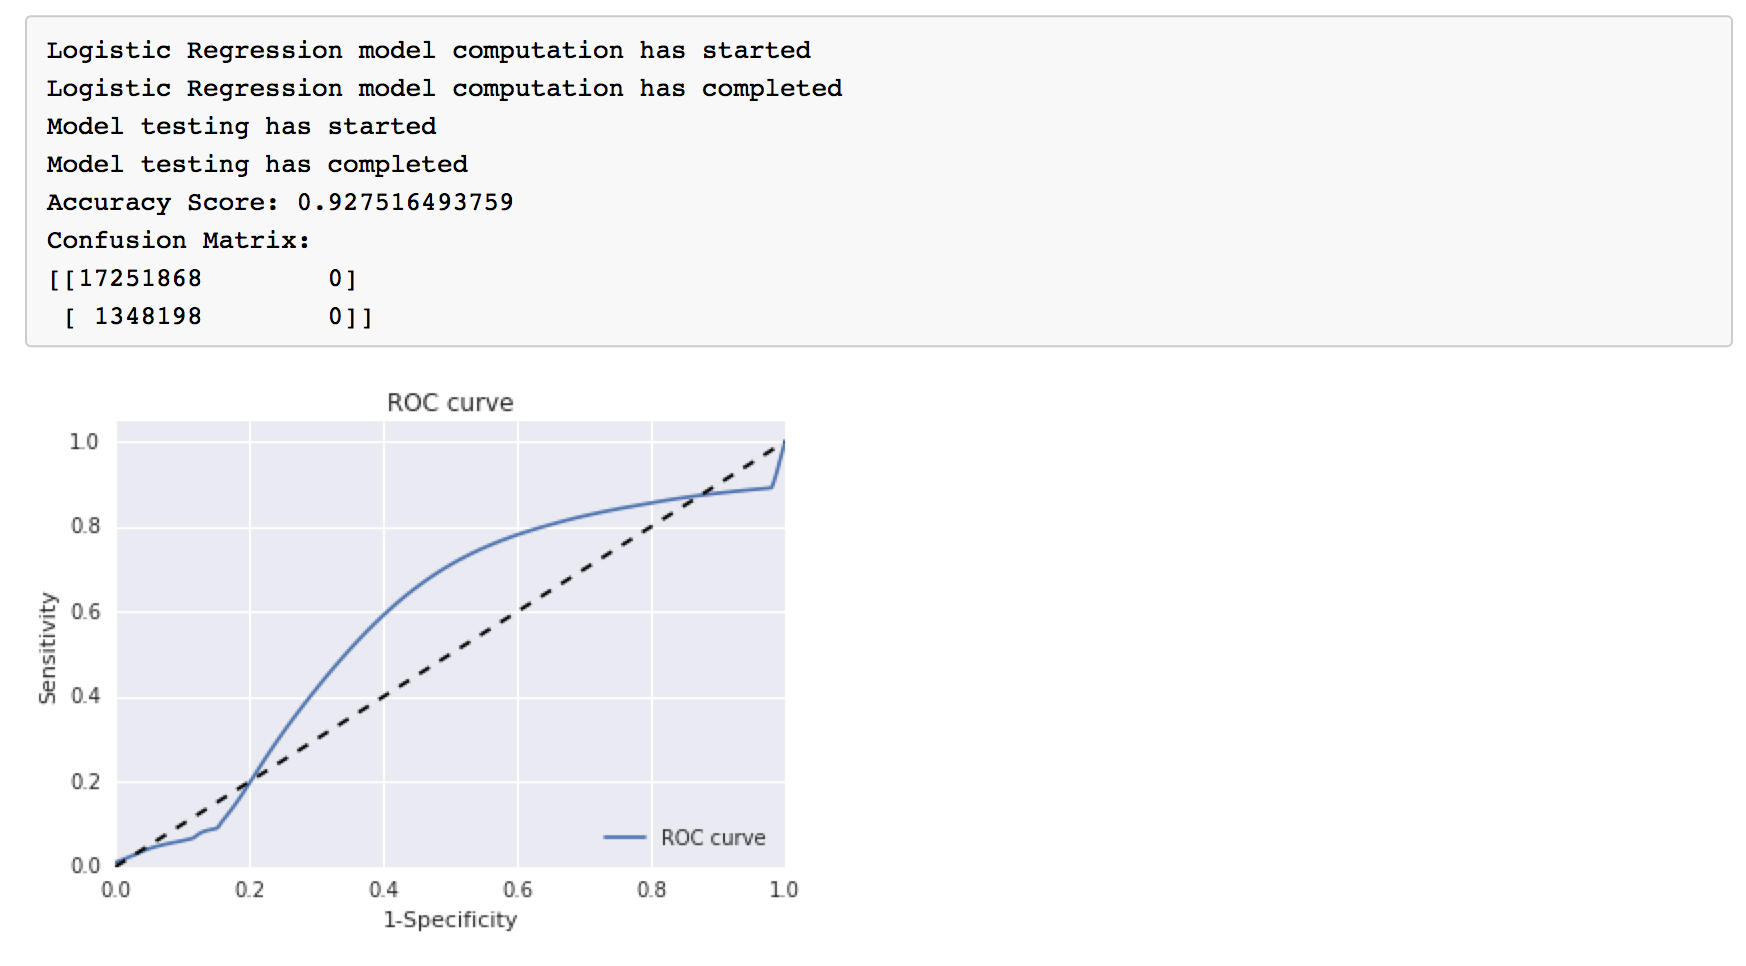 Logistic Regression model computation has started
Logistic Regression model computation has completed
Model testing has started
Model testing has completed
Accuracy Score: 0.927516493759
Confusion Matrix:
[[17251868        0]
 [ 1348198        0]]
ROC curve
1.0
0.8
0.6
0.4
0.2
0.0
Sensitivity
ROC curve
0.0 0.2 0.4 0.6 0.8 1.0
1-Specificity